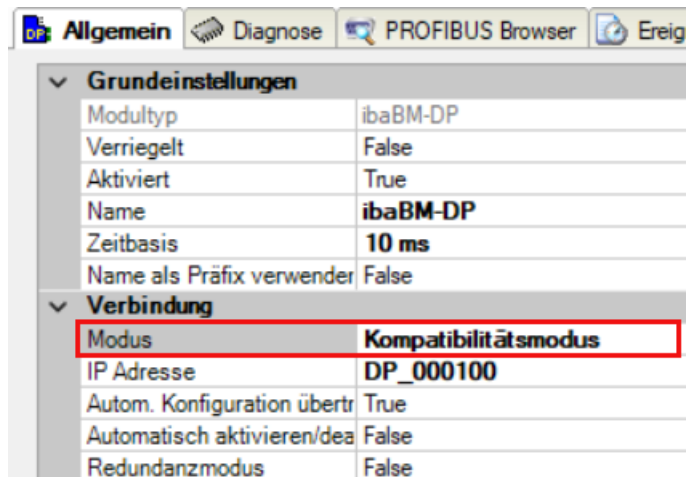 DP Allgemein Diagnose PROFIBUS Browser Ereig
Grundeinstellungen
Modultyp ibaBM-DP
Verriegelt False
Aktiviert True
Name ibaBM-DP
Zeitbasis 10 ms
Name als Präfix verwender False
Verbindung
Modus Kompatibilitätsmodus
IP Adresse DP_000100
Autom. Konfiguration übertr True
Automatisch aktivieren/dea False
Redundanzmodus False